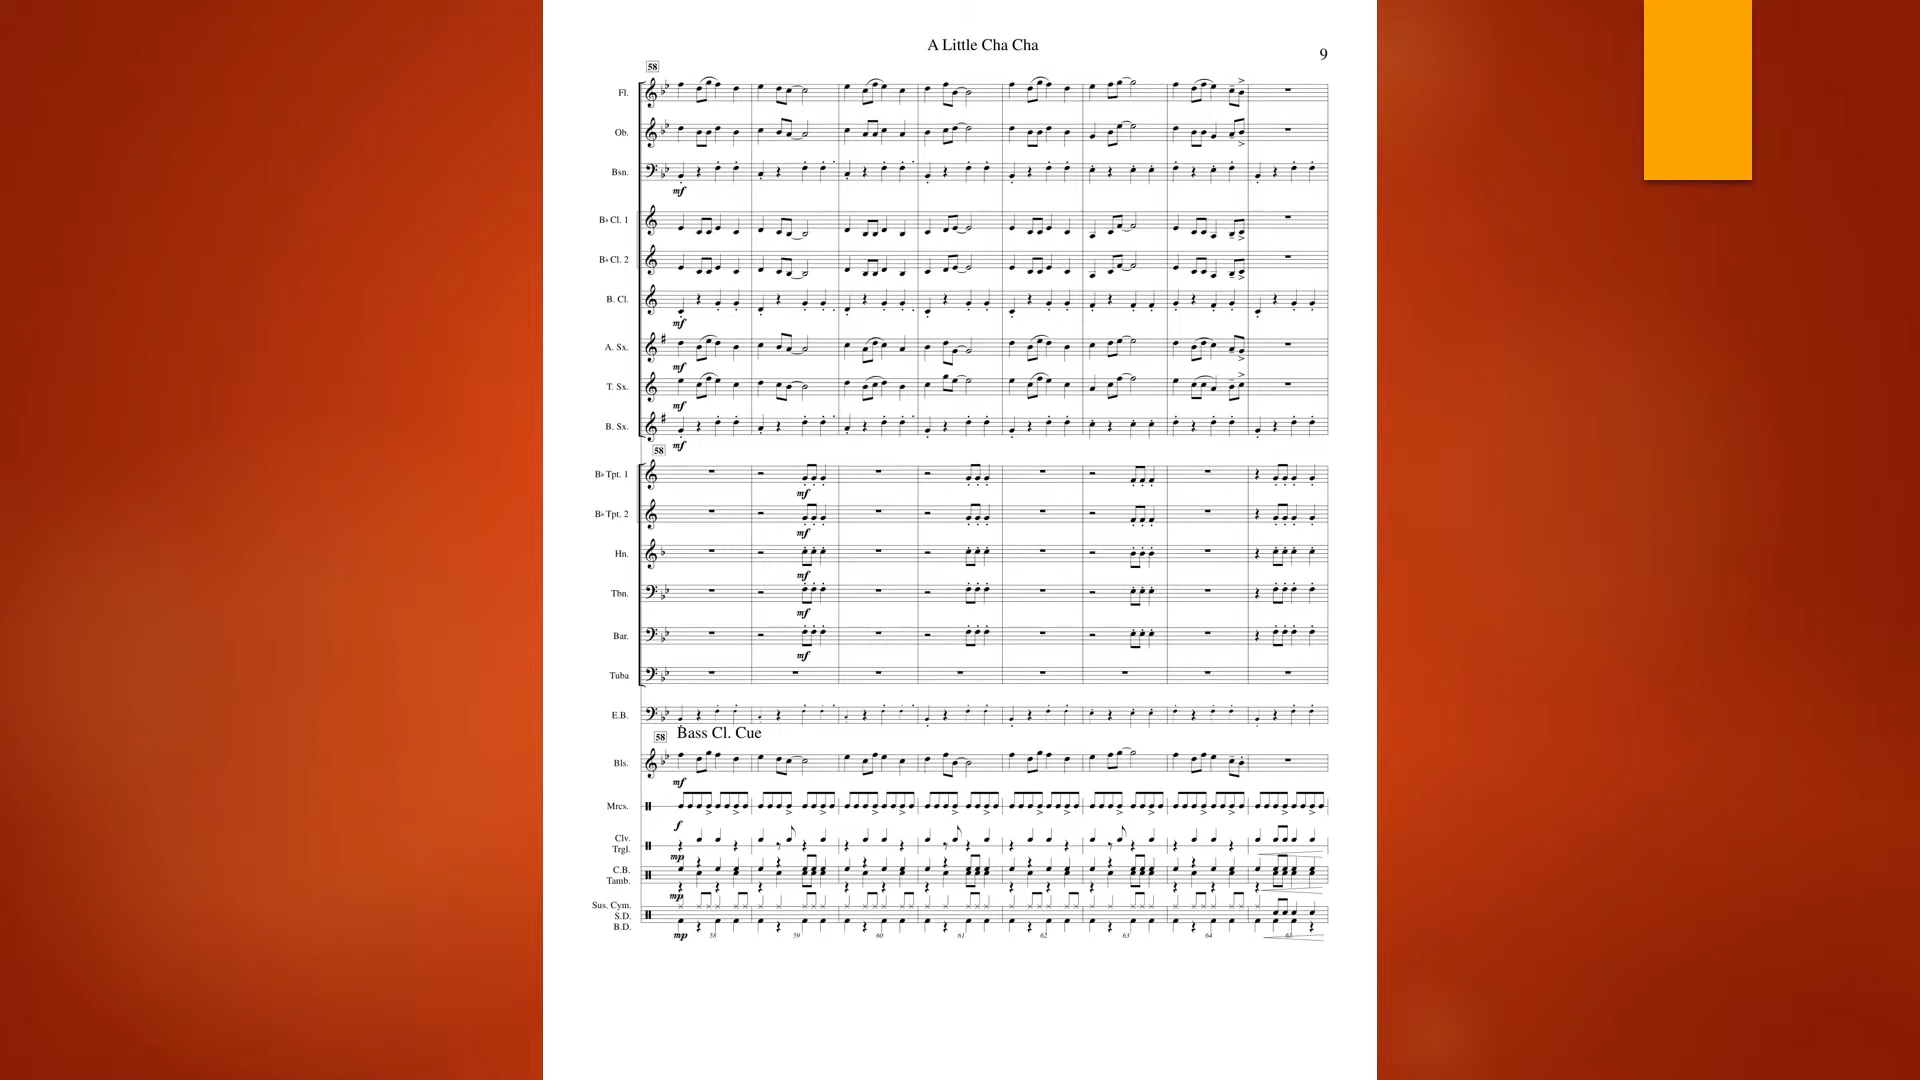 A Little Cha Cha
9
58
Fl.
Ob.
Bsn.
mf
B♭ Cl. 1
B♭ Cl. 2
B. Cl.
mf
A. Sx.
mf
T. Sx.
mf
B. Sx.
mf
58
B♭ Tpt. 1
mf
B♭ Tpt. 2
mf
Hn.
mf
Tbn.
mf
Bar.
mf
Tuba
E.B.
58 Bass Cl. Cue
Bls.
mf
Mrcs.
f
Clv.
Trgl.
mp
C.B.
Tamb.
mp
Sus. Cym.
S.D.
B.D.
mp 58 59 60 61 62 63 64 65